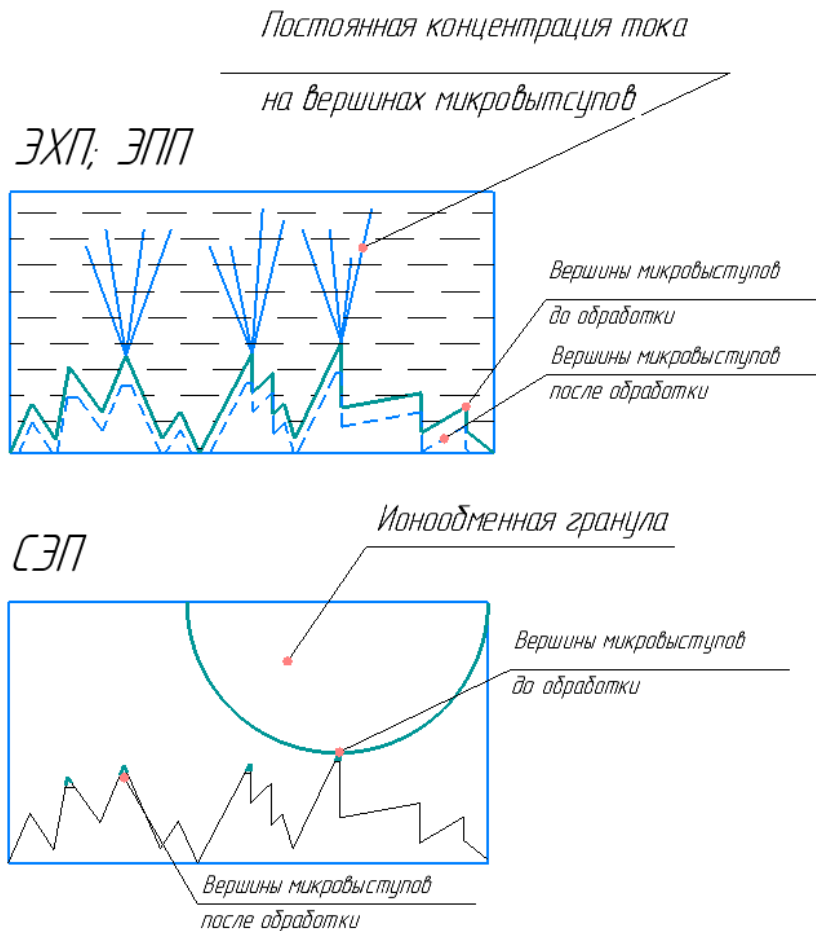 Постоянная концентрация тока
на вершинах микровытсупов
ЭХП; ЭПП
Вершины микровыступов
до обработки
Вершины микровыступов
после обработки
Ионообменная гранула
СЭП
Вершины микровыступов
до обработки
Вершины микровыступов
после обработки